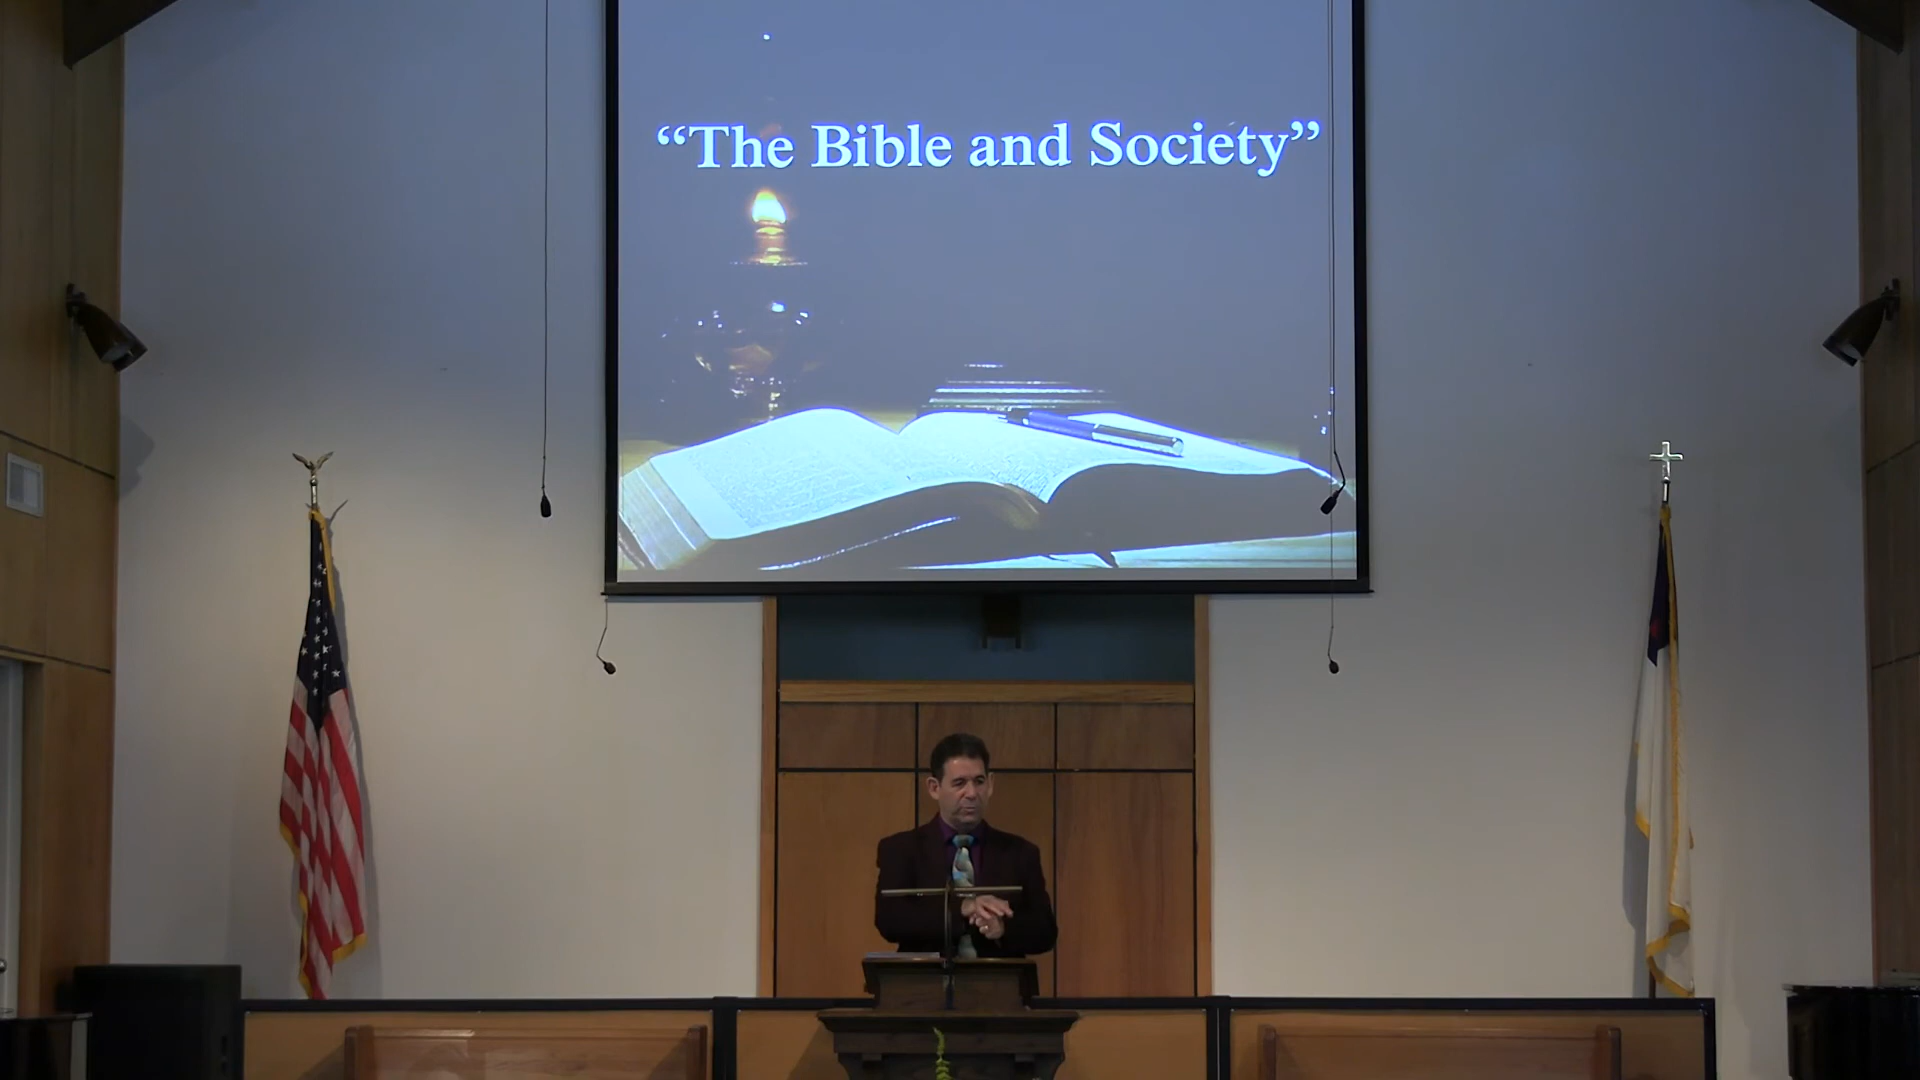 “The Bible and Society”